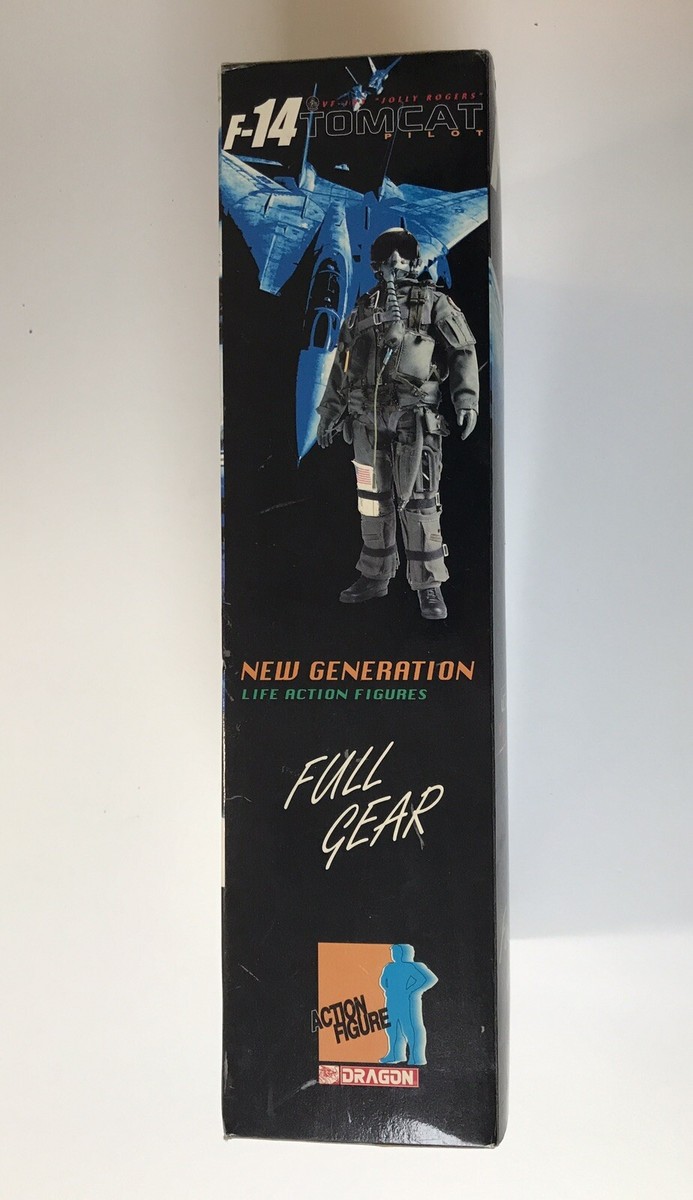 "JOLLY ROGERS"
F-14 TOMCAT
PILOT
NEW GENERATION
LIFE ACTION FIGURES
FULL
GEAR
ACTION
FIGURE
DRAGON